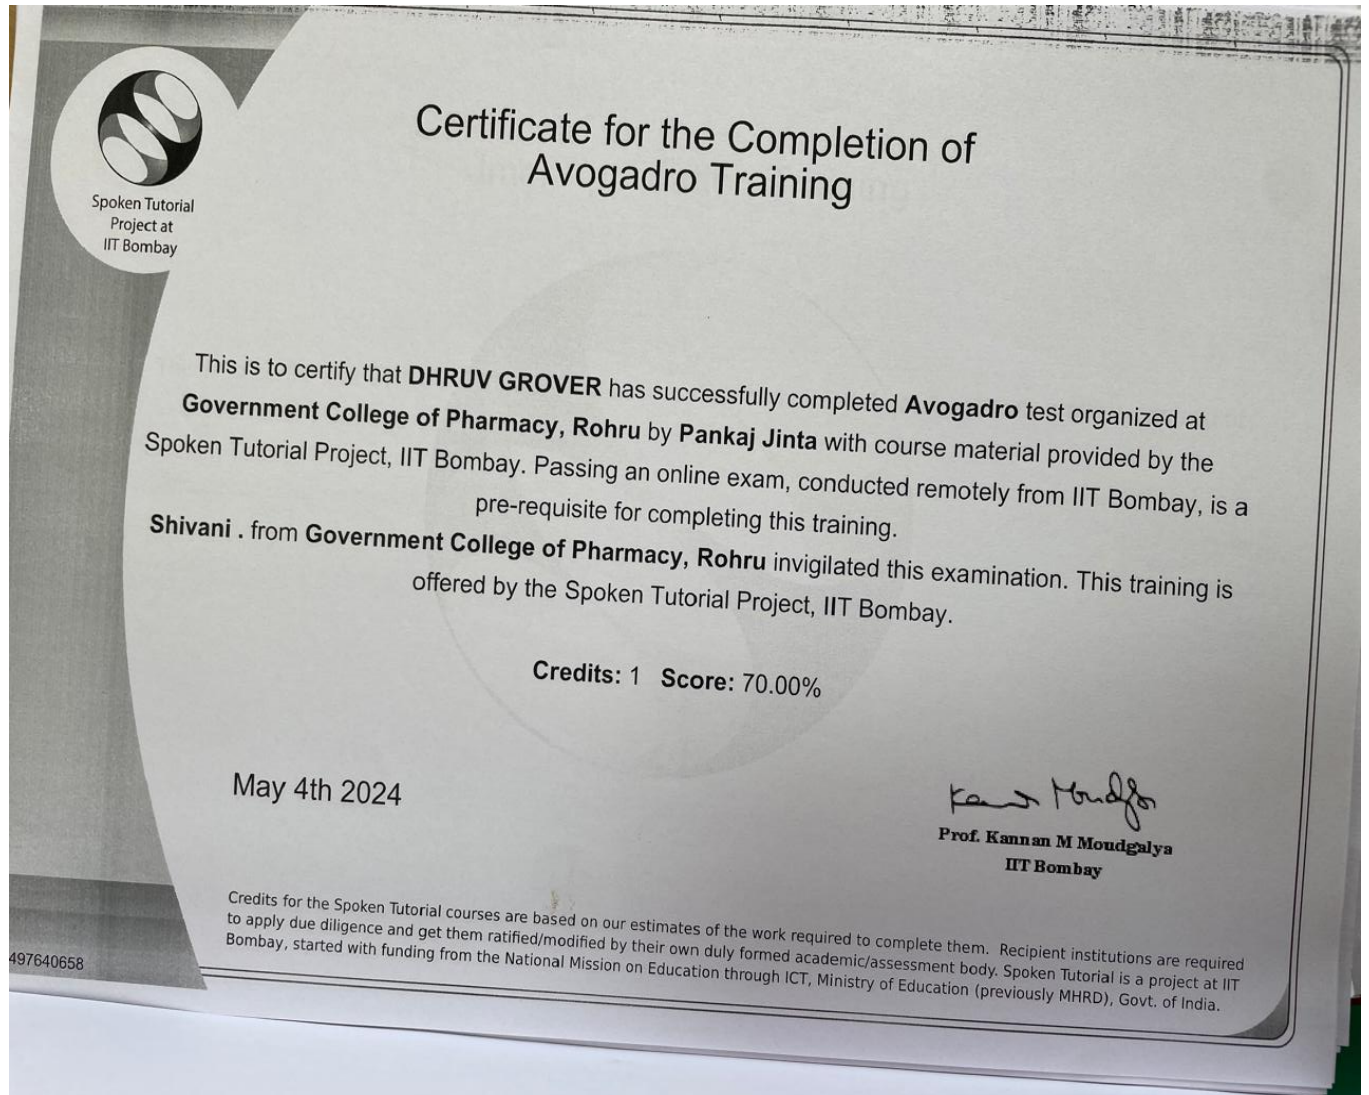 Spoken Tutorial
Project at
IIT Bombay
Certificate for the Completion of
Avogadro Training
This is to certify that DHRUV GROVER has successfully completed Avogadro test organized at
Government College of Pharmacy, Rohru by Pankaj Jinta with course material provided by the
Spoken Tutorial Project, IIT Bombay. Passing an online exam, conducted remotely from IIT Bombay, is a
pre-requisite for completing this training.
Shivani . from Government College of Pharmacy, Rohru invigilated this examination. This training is
offered by the Spoken Tutorial Project, IIT Bombay.
Credits: 1 Score: 70.00%
May 4th 2024
Prof. Kannan M Moudgalya
IIT Bombay
Credits for the Spoken Tutorial courses are based on our estimates of the work required to complete them. Recipient institutions are required
to apply due diligence and get them ratified/modified by their own duly formed academic/assessment body. Spoken Tutorial is a project at IIT
Bombay, started with funding from the National Mission on Education through ICT, Ministry of Education (previously MHRD), Govt. of India.
497640658